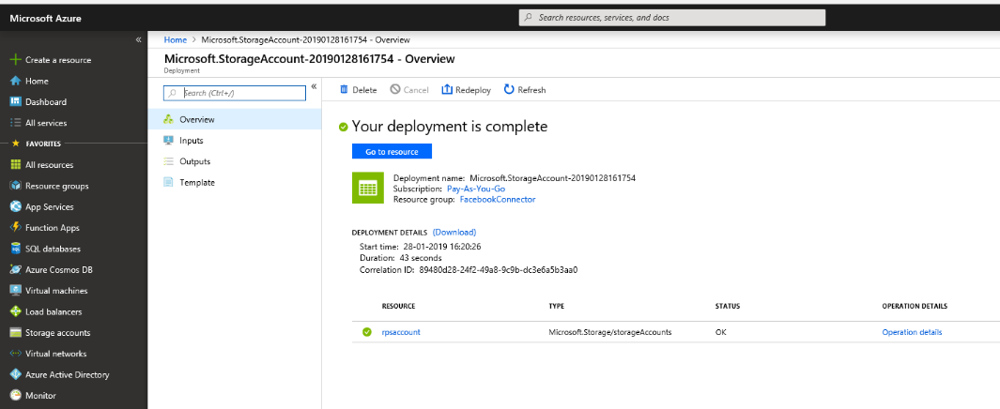 Microsoft Azure
Search resources, services, and docs
«
Create a resource
Home
Dashboard
All services
FAVORITES
All resources
Resource groups
App Services
Function Apps
SQL databases
Azure Cosmos DB
Virtual machines
Load balancers
Storage accounts
Virtual networks
Azure Active Directory
Monitor
Home > Microsoft.StorageAccount-20190128161754 - Overview
Microsoft.StorageAccount-20190128161754 - Overview
Deployment
Search (Ctrl+/)
«
Overview
Inputs
Outputs
Template
Delete Cancel Redeploy Refresh
Your deployment is complete
Go to resource
Deployment name: Microsoft.StorageAccount-20190128161754
Subscription: Pay-As-You-Go
Resource group: FacebookConnector
DEPLOYMENT DETAILS (Download)
Start time: 28-01-2019 16:20:26
Duration: 43 seconds
Correlation ID: 89480d28-24f2-49a8-9c9b-dc3e6a5b3aa0
RESOURCE TYPE STATUS OPERATION DETAILS
rpsaccount Microsoft.Storage/storageAccounts OK Operation details